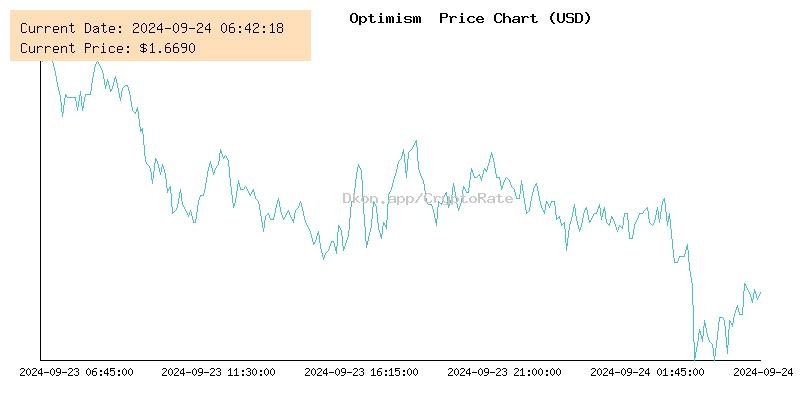 Optimism Price Chart (USD)
Current Date: 2024-09-24 06:42:18
Current Price: $1.6690
Dkon.app/CryptoRate
2024-09-23 06:45:00 2024-09-23 11:30:00 2024-09-23 16:15:00 2024-09-23 21:00:00 2024-09-24 01:45:00 2024-09-24